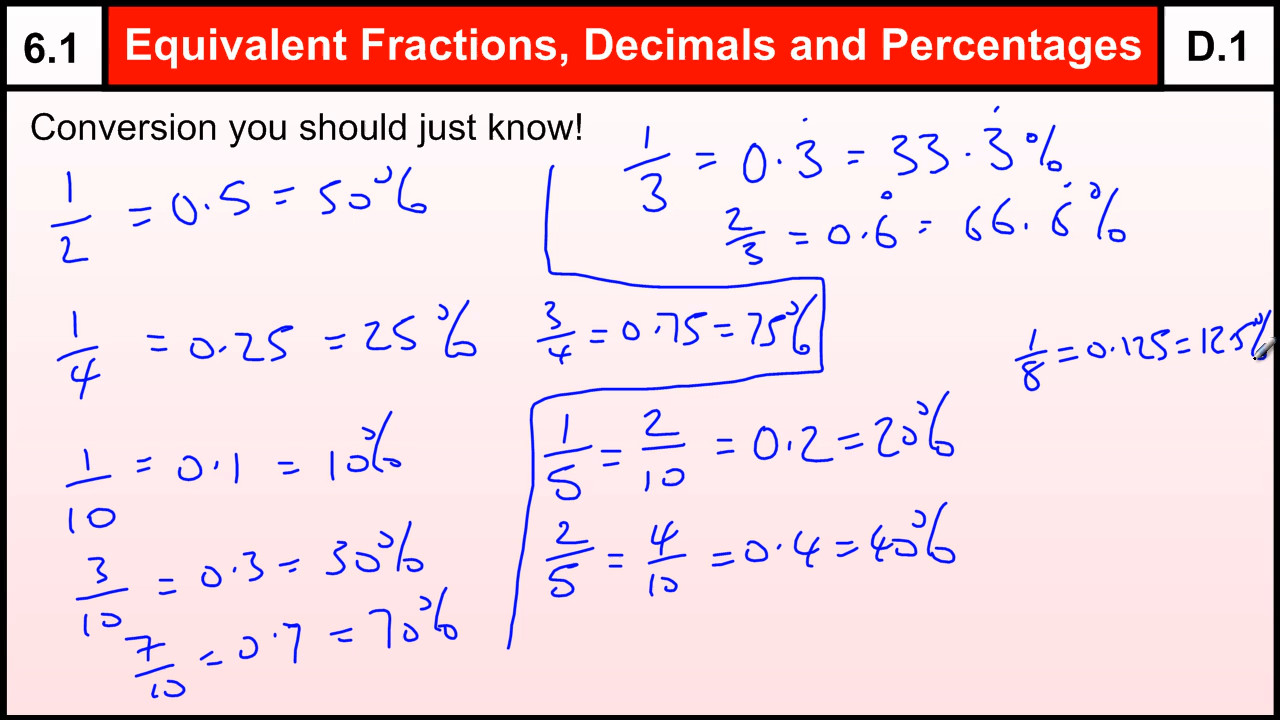 6.1 Equivalent Fractions, Decimals and Percentages D.1
Conversion you should just know!
1/2 = 0.5 = 50%
1/4 = 0.25 = 25%
1/10 = 0.1 = 10%
3/10 = 0.3 = 30%
7/10 = 0.7 = 70%
1/3 = 0.3̇ = 33.3̇%
2/3 = 0.6̇ = 66.6̇%
3/4 = 0.75 = 75%
1/5 = 2/10 = 0.2 = 20%
2/5 = 4/10 = 0.4 = 40%
1/8 = 0.125 = 12.5%